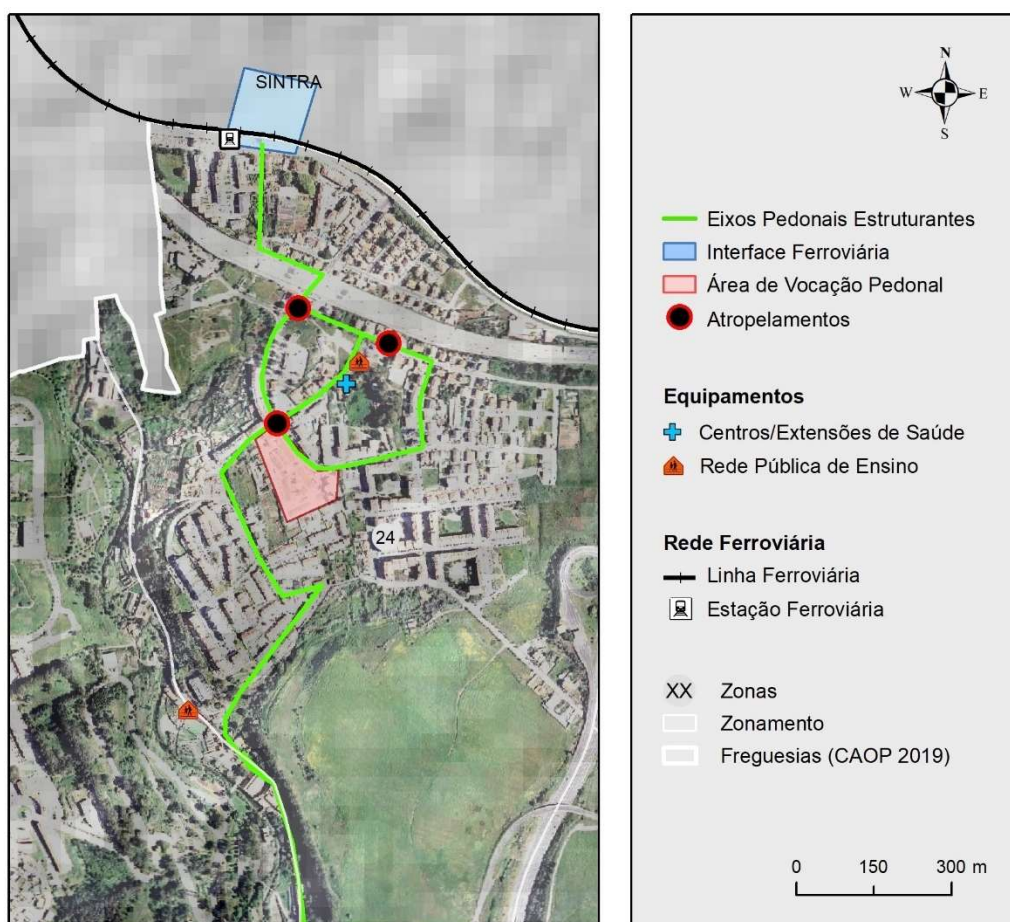 SINTRA
24
N
W
E
S
Eixos Pedonais Estruturantes
Interface Ferroviária
Área de Vocação Pedonal
Atropelamentos
Equipamentos
Centros/Extensões de Saúde
Rede Pública de Ensino
Rede Ferroviária
Linha Ferroviária
Estação Ferroviária
XX Zonas
Zonamento
Freguesias (CAOP 2019)
0 150 300 m